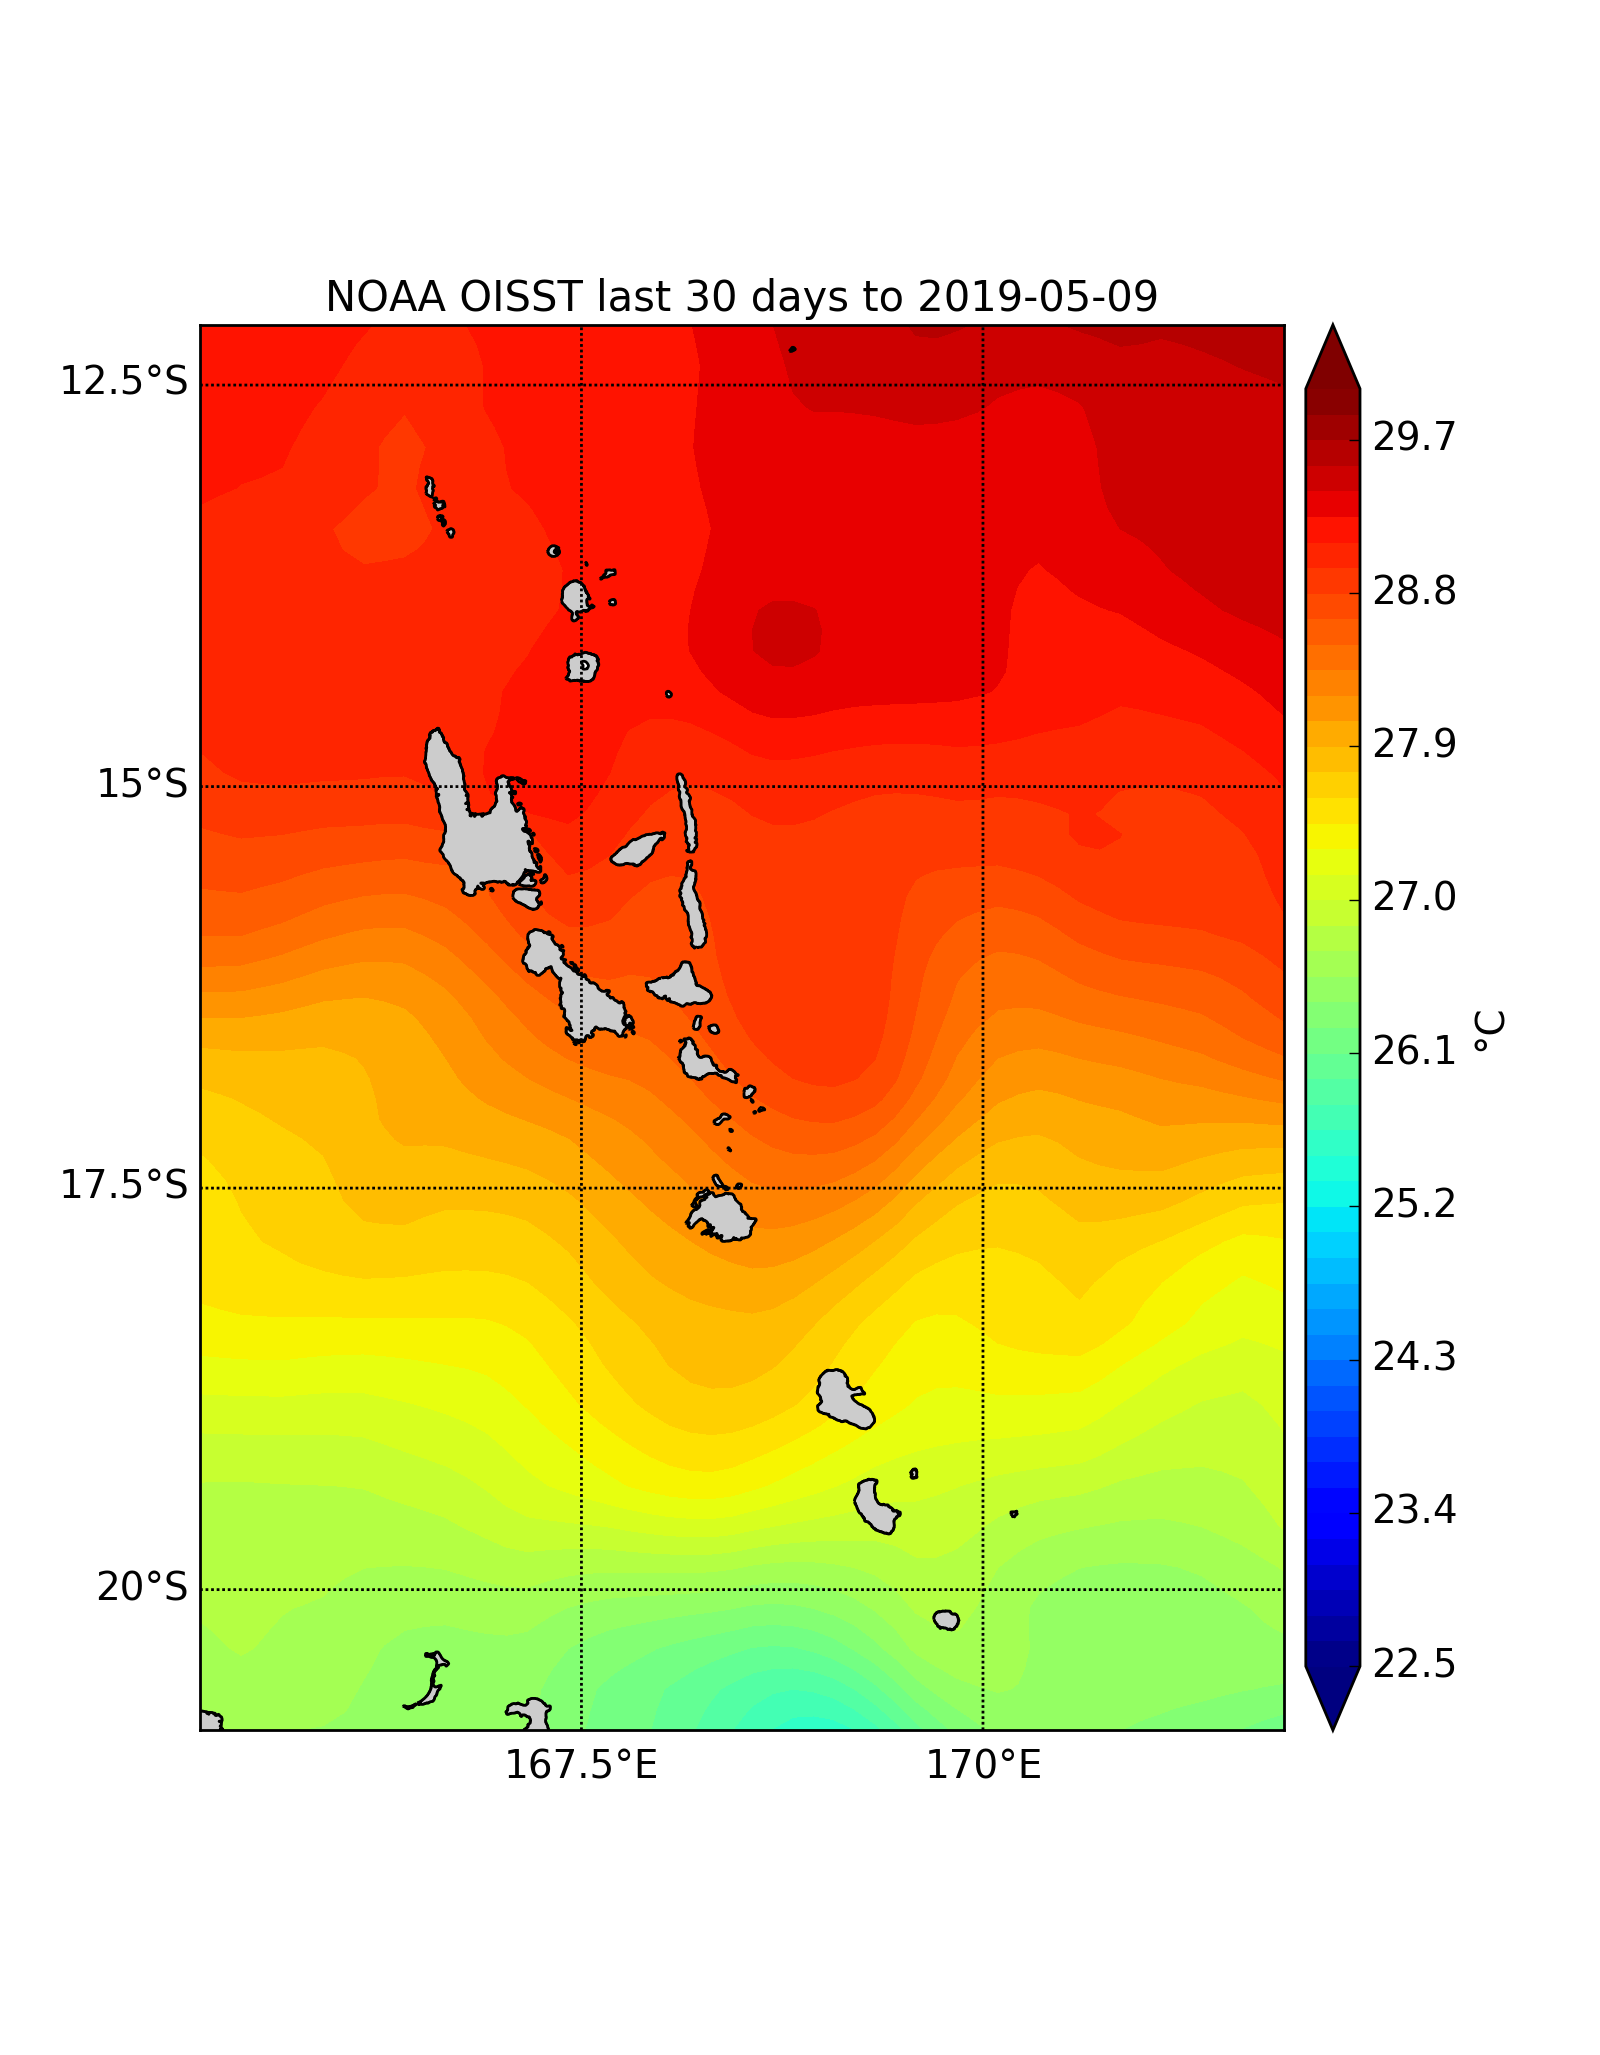 NOAA OISST last 30 days to 2019-05-09
12.5°S
15°S
17.5°S
20°S
167.5°E
170°E
29.7
28.8
27.9
27.0
26.1
25.2
24.3
23.4
22.5
°C